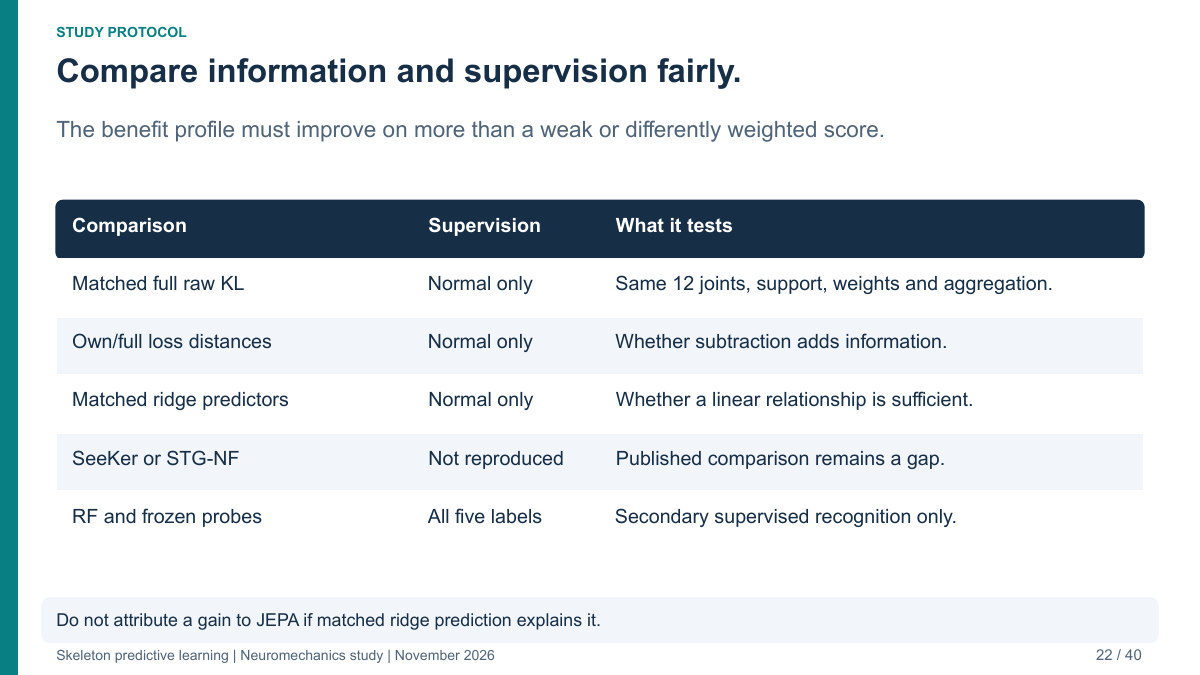 STUDY PROTOCOL
Compare information and supervision fairly.
The benefit profile must improve on more than a weak or differently weighted score.
Comparison Supervision What it tests
Matched full raw KL Normal only Same 12 joints, support, weights and aggregation.
Own/full loss distances Normal only Whether subtraction adds information.
Matched ridge predictors Normal only Whether a linear relationship is sufficient.
SeeKer or STG-NF Not reproduced Published comparison remains a gap.
RF and frozen probes All five labels Secondary supervised recognition only.
Do not attribute a gain to JEPA if matched ridge prediction explains it.
Skeleton predictive learning | Neuromechanics study | November 2026 22 / 40